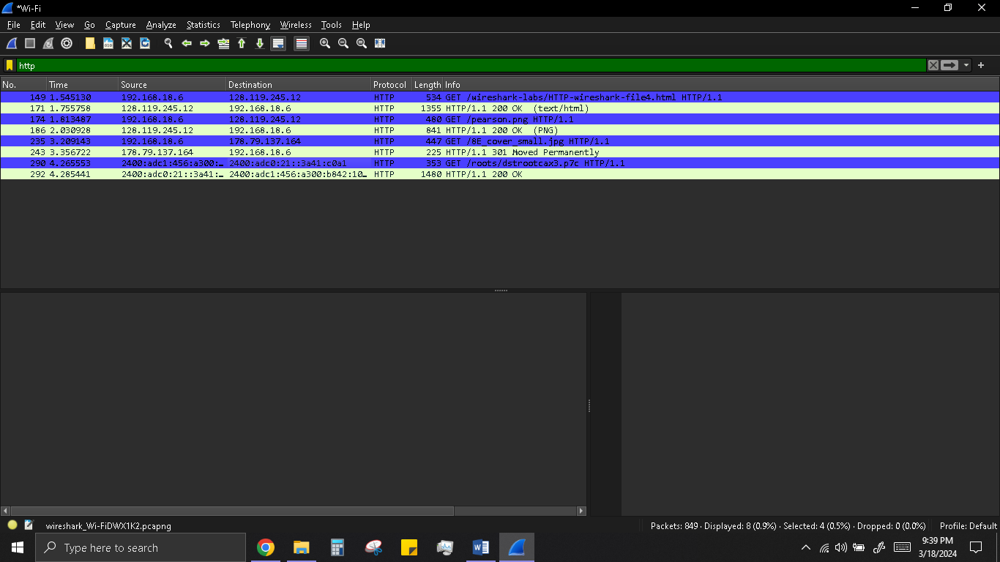 *Wi-Fi
File Edit View Go Capture Analyze Statistics Telephony Wireless Tools Help
http
No. Time Source Destination Protocol Length Info
149 1.545130 192.168.18.6 128.119.245.12 HTTP 534 GET /wireshark-labs/HTTP-wireshark-file4.html HTTP/1.1
171 1.755758 128.119.245.12 192.168.18.6 HTTP 1355 HTTP/1.1 200 OK (text/html)
174 1.813487 192.168.18.6 128.119.245.12 HTTP 480 GET /pearson.png HTTP/1.1
186 2.030928 128.119.245.12 192.168.18.6 HTTP 841 HTTP/1.1 200 OK (PNG)
235 3.209143 192.168.18.6 178.79.137.164 HTTP 447 GET /8E_cover_small.jpg HTTP/1.1
243 3.356722 178.79.137.164 192.168.18.6 HTTP 225 HTTP/1.1 301 Moved Permanently
290 4.265553 2400:adc1:456:a300:… 2400:adc0:21::3a41:c0a1 HTTP 353 GET /roots/dstrootcax3.p7c HTTP/1.1
292 4.285441 2400:adc0:21::3a41:… 2400:adc1:456:a300:b842:10… HTTP 1480 HTTP/1.1 200 OK
wireshark_Wi-FiDWX1K2.pcapng Packets: 849 · Displayed: 8 (0.9%) · Selected: 4 (0.5%) · Dropped: 0 (0.0%) Profile: Default
Type here to search
9:39 PM
3/18/2024